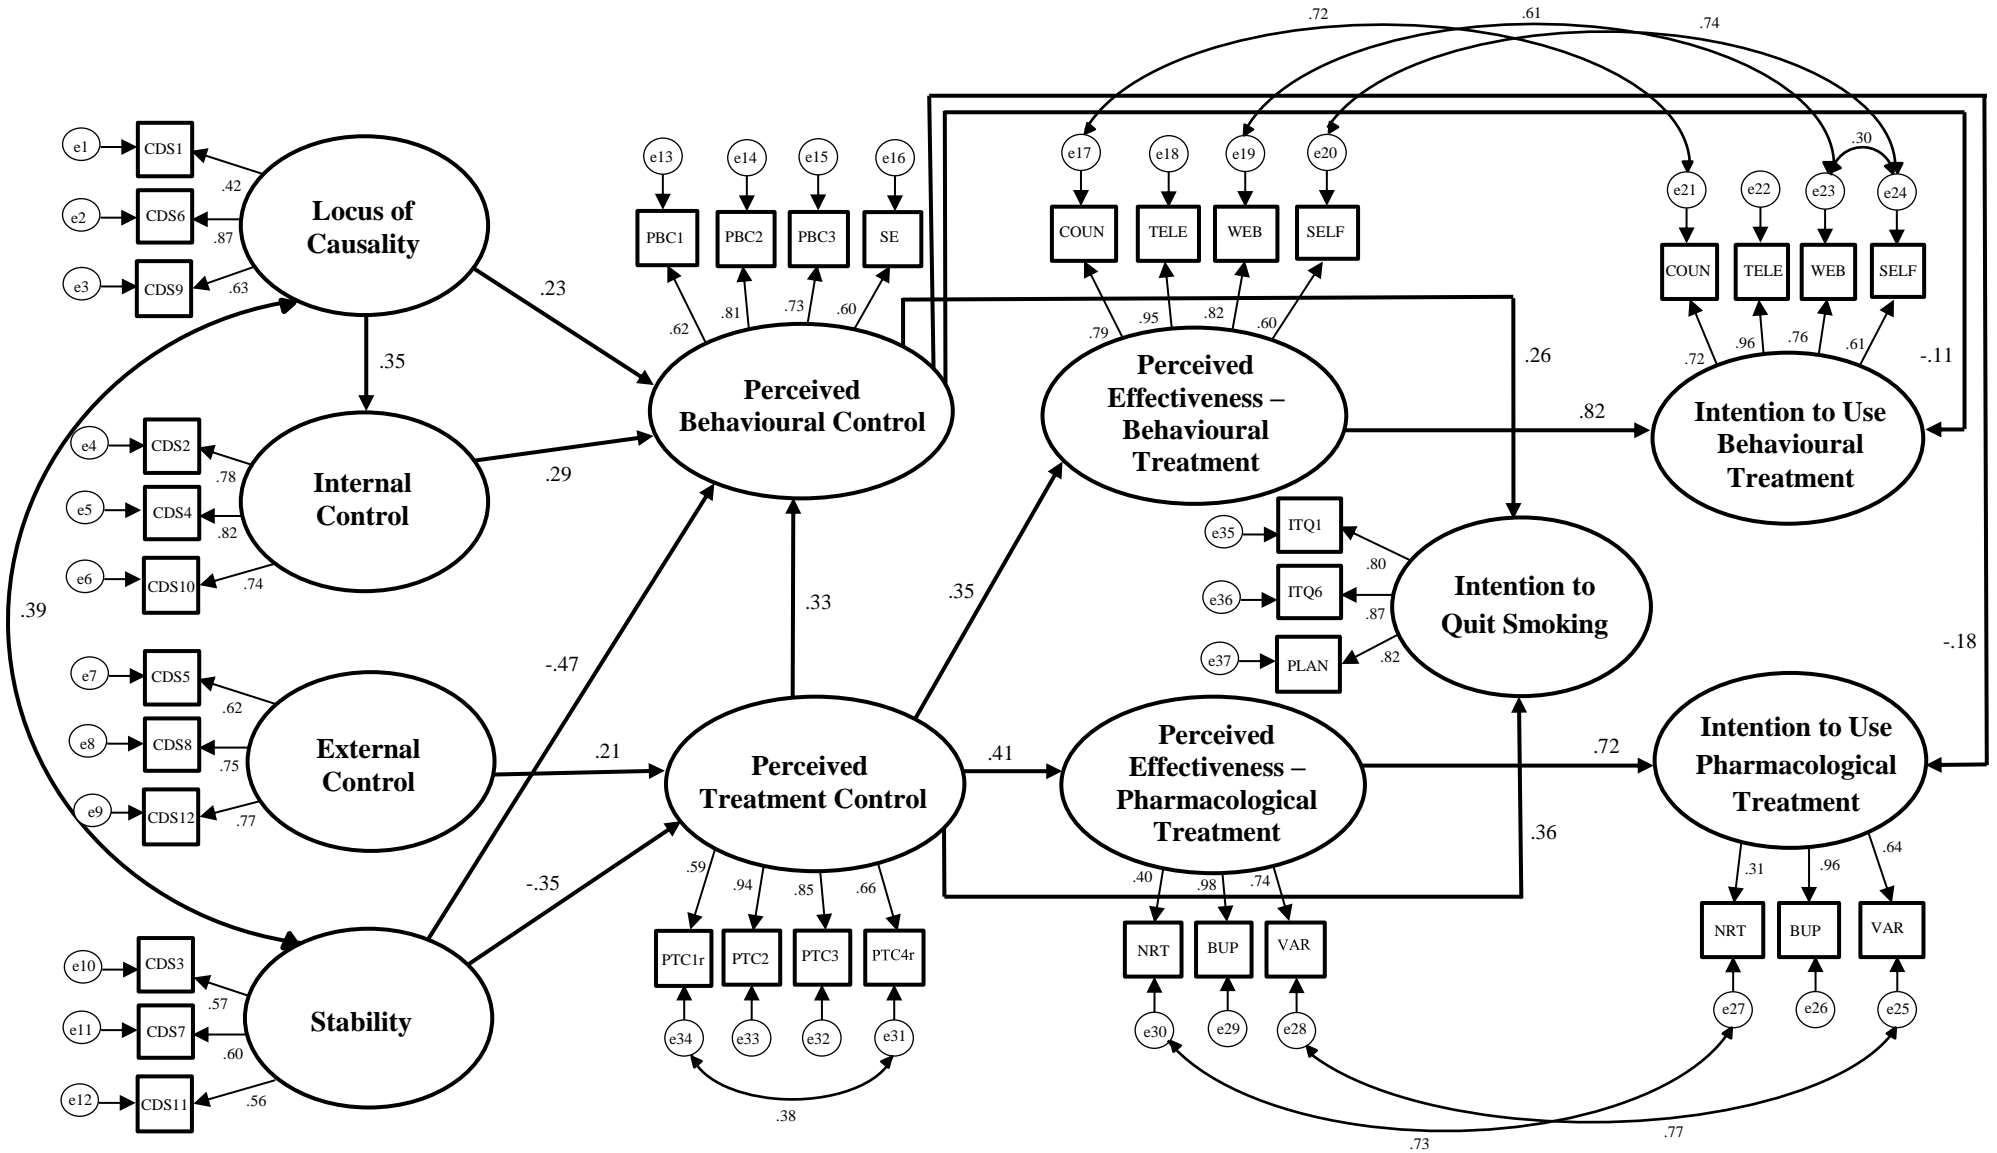 .72
.61
.74
e1
CDS1
.42
e2
CDS6
.87
e3
CDS9
.63
Locus of
Causality
.23
.35
.39
e4
CDS2
.78
e5
CDS4
.82
e6
CDS10
.74
Internal
Control
.29
e7
CDS5
.62
e8
CDS8
.75
e9
CDS12
.77
External
Control
.21
-.47
-.35
e10
CDS3
.57
e11
CDS7
.60
e12
CDS11
.56
Stability
e13
e14
e15
e16
PBC1
PBC2
PBC3
SE
.62
.81
.73
.60
Perceived
Behavioural Control
.33
Perceived
Treatment Control
.59
.94
.85
.66
PTC1r
PTC2
PTC3
PTC4r
e34
e33
e32
e31
.38
.35
.41
e17
e18
e19
e20
COUN
TELE
WEB
SELF
.79
.95
.82
.60
Perceived
Effectiveness –
Behavioural
Treatment
.82
.26
e35
ITQ1
.80
e36
ITQ6
.87
e37
PLAN
.82
Intention to
Quit Smoking
.36
Perceived
Effectiveness –
Pharmacological
Treatment
.72
.40
.98
.74
NRT
BUP
VAR
e30
e29
e28
.73
.77
.30
e21
e22
e23
e24
COUN
TELE
WEB
SELF
.72
.96
.76
.61
-.11
Intention to Use
Behavioural
Treatment
-.18
Intention to Use
Pharmacological
Treatment
.31
.96
.64
NRT
BUP
VAR
e27
e26
e25